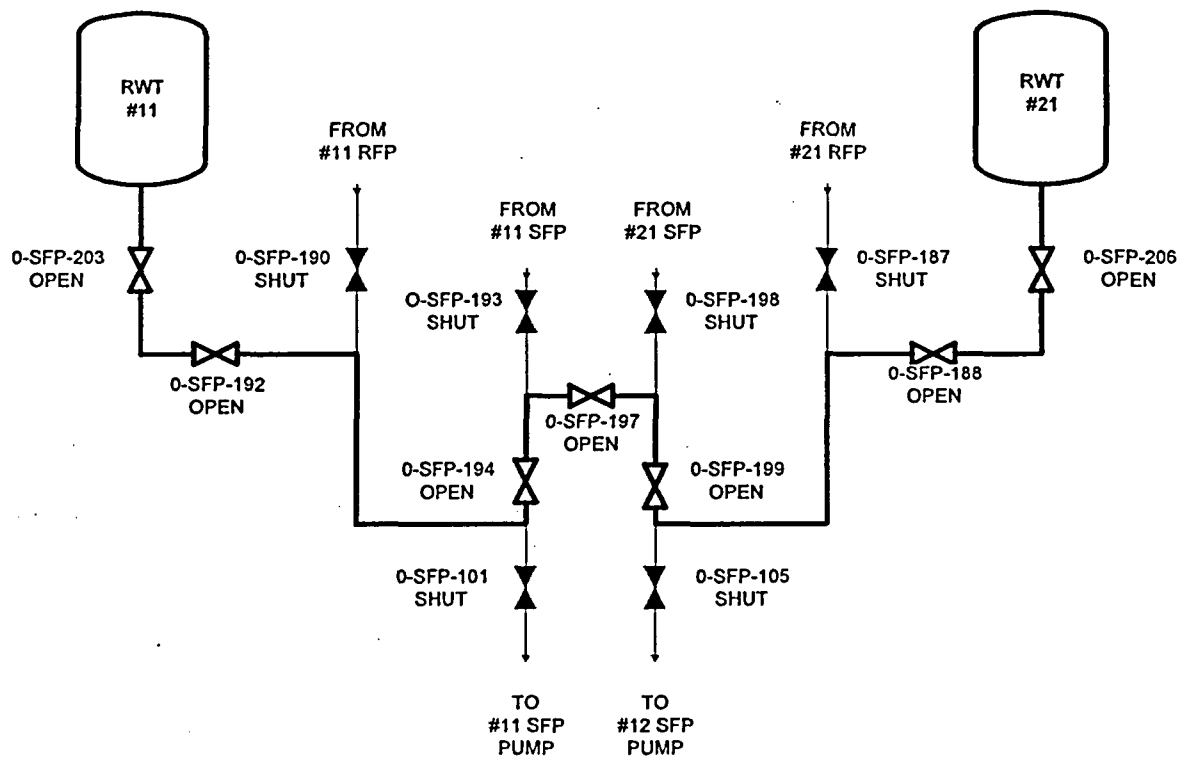 RWT
#11
RWT
#21
FROM
#11 RFP
FROM
#21 RFP
FROM
#11 SFP
FROM
#21 SFP
0-SFP-203
OPEN
0-SFP-190
SHUT
O-SFP-193
SHUT
0-SFP-198
SHUT
0-SFP-187
SHUT
0-SFP-206
OPEN
0-SFP-192
OPEN
0-SFP-197
OPEN
0-SFP-188
OPEN
0-SFP-194
OPEN
0-SFP-199
OPEN
0-SFP-101
SHUT
0-SFP-105
SHUT
TO
#11 SFP
PUMP
TO
#12 SFP
PUMP